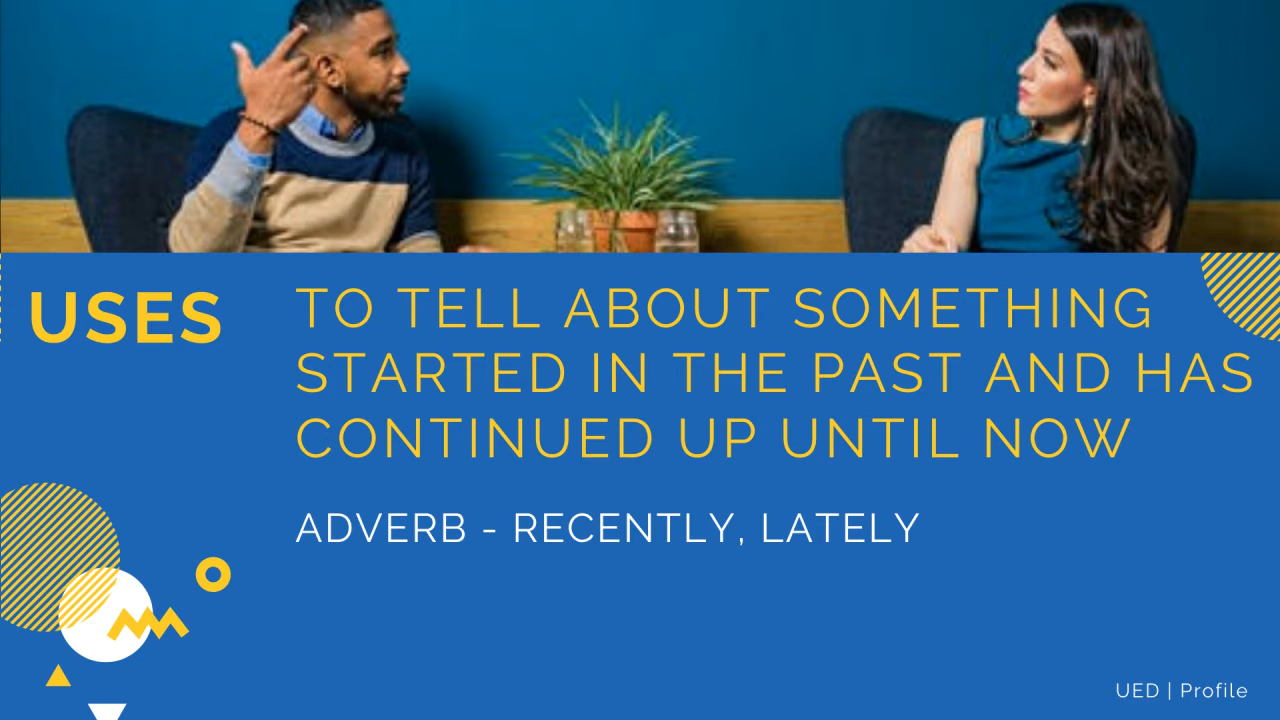 USES
TO TELL ABOUT SOMETHING
STARTED IN THE PAST AND HAS
CONTINUED UP UNTIL NOW
ADVERB - RECENTLY, LATELY
UED | Profile